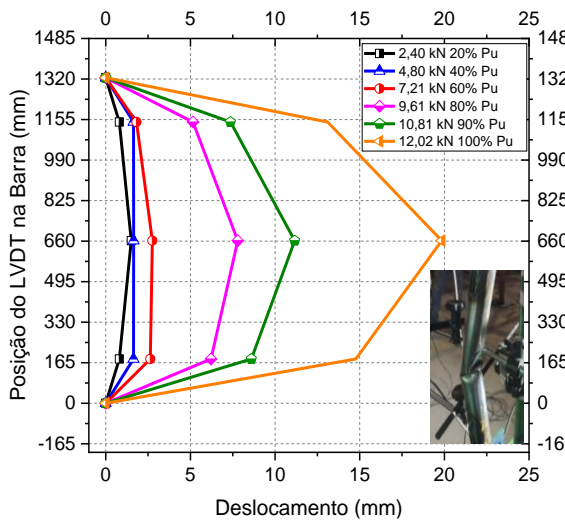 0 5 10 15 20 25
1485 1485
1320 1320
1155 1155
990 990
825 825
660 660
495 495
330 330
165 165
0 0
-165 -16
2,40 kN 20% Pu
4,80 kN 40% Pu
7,21 kN 60% Pu
9,61 kN 80% Pu
10,81 kN 90% Pu
12,02 kN 100% Pu
Posição do LVDT na Barra (mm)
0 5 10 15 20 25
Deslocamento (mm)